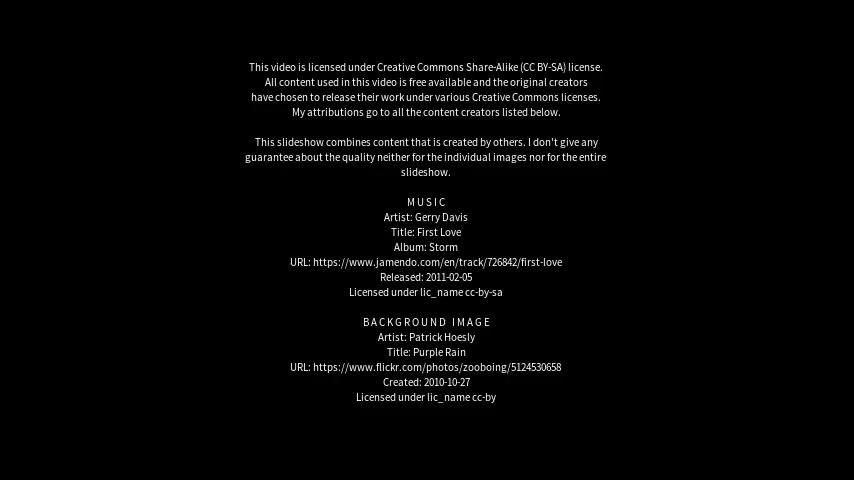 This video is licensed under Creative Commons Share-Alike (CC BY-SA) license.
All content used in this video is free available and the original creators
have chosen to release their work under various Creative Commons licenses.
My attributions go to all the content creators listed below.
This slideshow combines content that is created by others. I don't give any
guarantee about the quality neither for the individual images nor for the entire
slideshow.
M U S I C
Artist: Gerry Davis
Title: First Love
Album: Storm
URL: https://www.jamendo.com/en/track/726842/first-love
Released: 2011-02-05
Licensed under lic_name cc-by-sa
B A C K G R O U N D   I M A G E
Artist: Patrick Hoesly
Title: Purple Rain
URL: https://www.flickr.com/photos/zooboing/5124530658
Created: 2010-10-27
Licensed under lic_name cc-by